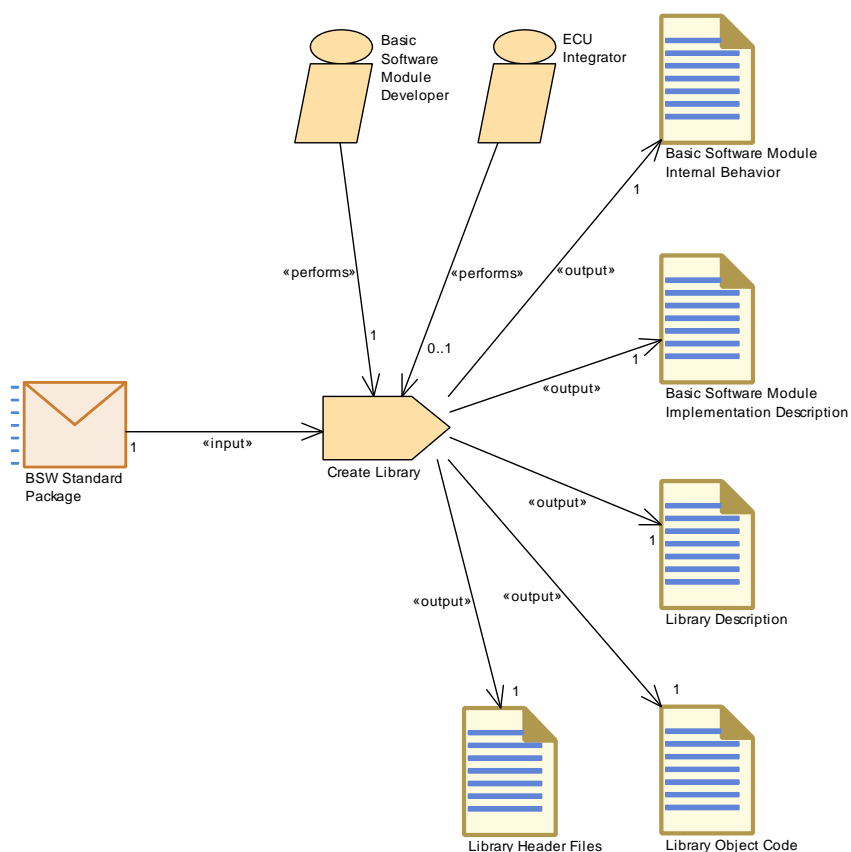 Basic
Software
Module
Developer
ECU
Integrator
Basic Software Module
Internal Behavior
1
«performs»
«performs»
«output»
1
0..1
1
«output»
Basic Software Module
Implementation Description
«input»
1
BSW Standard
Package
Create Library
«output»
1
«output»
«output»
Library Description
1
1
Library Header Files
Library Object Code